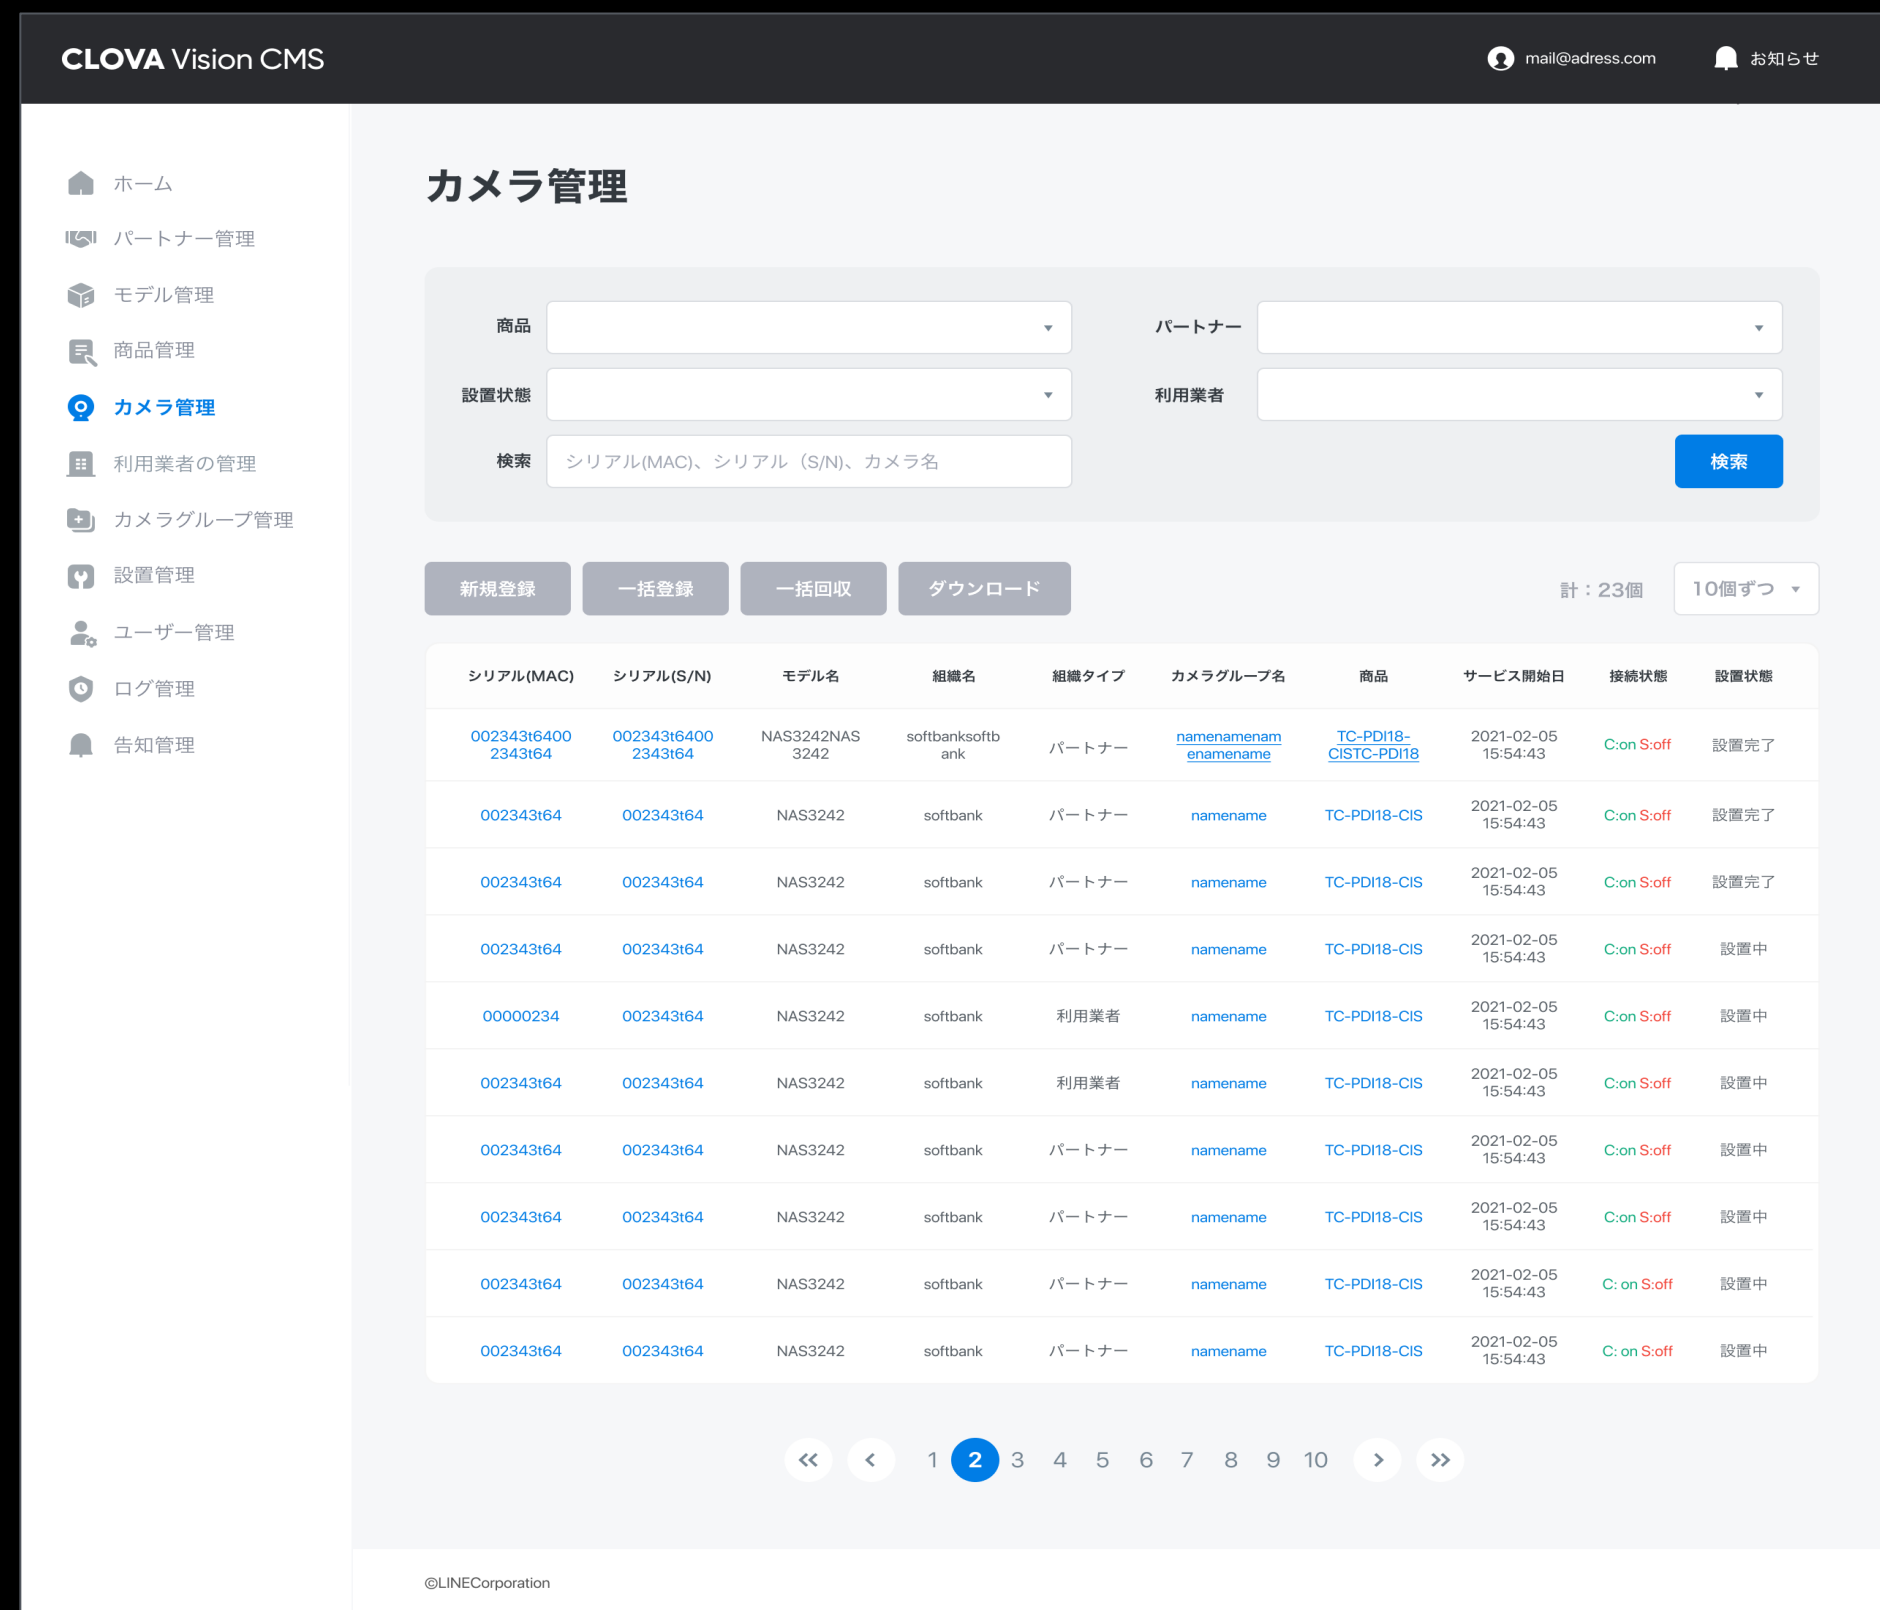 CLOVA Vision CMS
mail@adress.com
お知らせ
ホーム
パートナー管理
モデル管理
商品管理
カメラ管理
利用業者の管理
カメラグループ管理
設置管理
ユーザー管理
ログ管理
告知管理
カメラ管理
商品
パートナー
設置状態
利用業者
検索 シリアル(MAC)、シリアル（S/N)、カメラ名
検索
新規登録 一括登録 一括回収 ダウンロード
計：23個 10個ずつ
シリアル(MAC) シリアル(S/N) モデル名 組織名 組織タイプ カメラグループ名 商品 サービス開始日 接続状態 設置状態
002343t6400 002343t6400 NAS3242NAS softbanksoftb パートナー namenamenam TC-PDI18- 2021-02-05 C:on S:off 設置完了
2343t64 2343t64 3242 ank enamename CISTC-PDI18 15:54:43
002343t64 002343t64 NAS3242 softbank パートナー namename TC-PDI18-CIS 2021-02-05 C:on S:off 設置完了
15:54:43
002343t64 002343t64 NAS3242 softbank パートナー namename TC-PDI18-CIS 2021-02-05 C:on S:off 設置完了
15:54:43
002343t64 002343t64 NAS3242 softbank パートナー namename TC-PDI18-CIS 2021-02-05 C:on S:off 設置中
15:54:43
00000234 002343t64 NAS3242 softbank 利用業者 namename TC-PDI18-CIS 2021-02-05 C:on S:off 設置中
15:54:43
002343t64 002343t64 NAS3242 softbank 利用業者 namename TC-PDI18-CIS 2021-02-05 C:on S:off 設置中
15:54:43
002343t64 002343t64 NAS3242 softbank パートナー namename TC-PDI18-CIS 2021-02-05 C:on S:off 設置中
15:54:43
002343t64 002343t64 NAS3242 softbank パートナー namename TC-PDI18-CIS 2021-02-05 C:on S:off 設置中
15:54:43
002343t64 002343t64 NAS3242 softbank パートナー namename TC-PDI18-CIS 2021-02-05 C: on S:off 設置中
15:54:43
002343t64 002343t64 NAS3242 softbank パートナー namename TC-PDI18-CIS 2021-02-05 C: on S:off 設置中
15:54:43
1 2 3 4 5 6 7 8 9 10
©LINECorporation